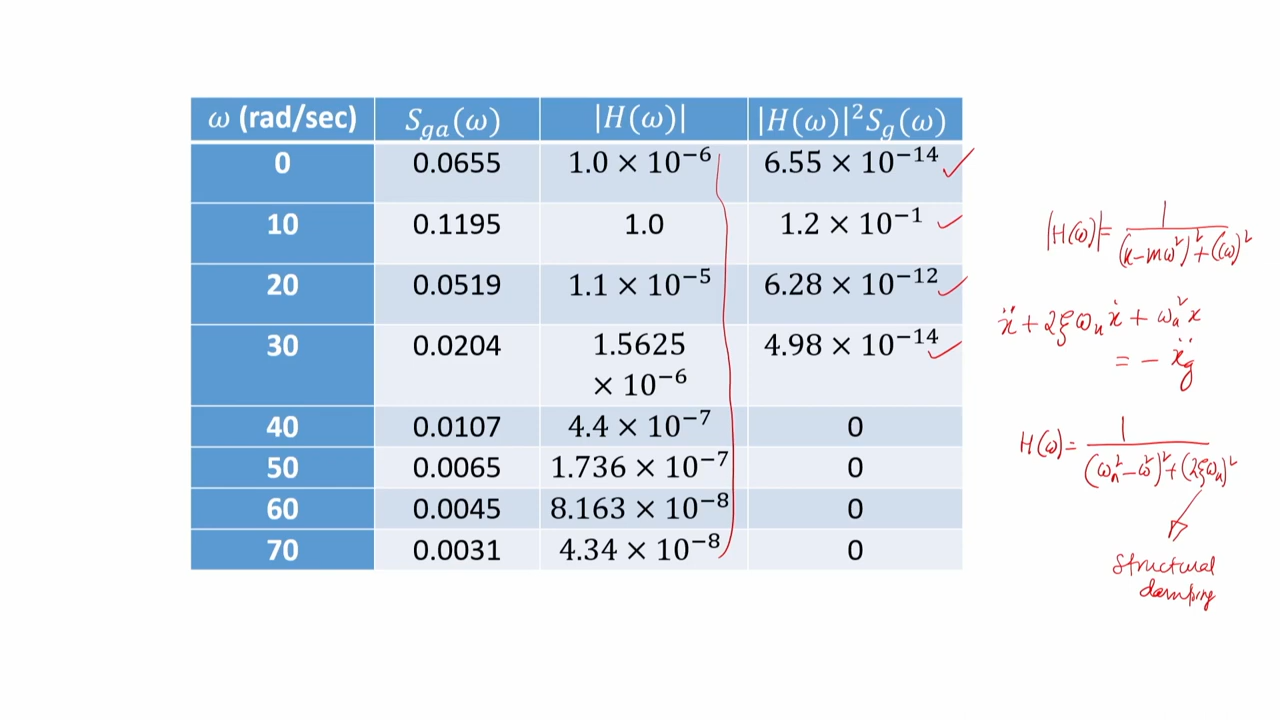 ω (rad/sec) S_ga(ω) |H(ω)| |H(ω)|²S_g(ω)
0 0.0655 1.0 × 10⁻⁶ 6.55 × 10⁻¹⁴ ✓
10 0.1195 1.0 1.2 × 10⁻¹ ✓
20 0.0519 1.1 × 10⁻⁵ 6.28 × 10⁻¹² ✓
30 0.0204 1.5625 × 10⁻⁶ 4.98 × 10⁻¹⁴ ✓
40 0.0107 4.4 × 10⁻⁷ 0
50 0.0065 1.736 × 10⁻⁷ 0
60 0.0045 8.163 × 10⁻⁸ 0
70 0.0031 4.34 × 10⁻⁸ 0
|H(ω)| = 1 / (k-mω²)² + (cω)²
ẍ + 2ξωₙẋ + ωₙ²x
= - ẍg
H(ω) = 1 / (ωₙ² - ω²)² + (2ξωₙ)²
Structural
damping